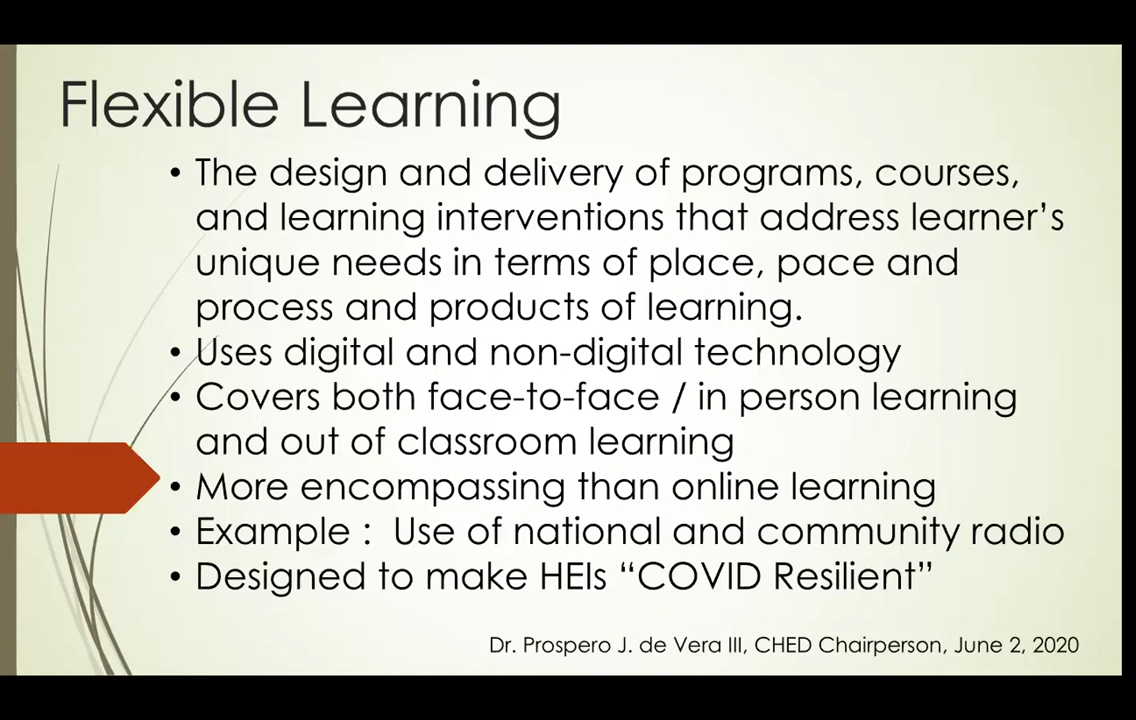 Flexible Learning
• The design and delivery of programs, courses,
and learning interventions that address learner’s
unique needs in terms of place, pace and
process and products of learning.
• Uses digital and non-digital technology
• Covers both face-to-face / in person learning
and out of classroom learning
• More encompassing than online learning
• Example : Use of national and community radio
• Designed to make HEIs “COVID Resilient”
Dr. Prospero J. de Vera III, CHED Chairperson, June 2, 2020